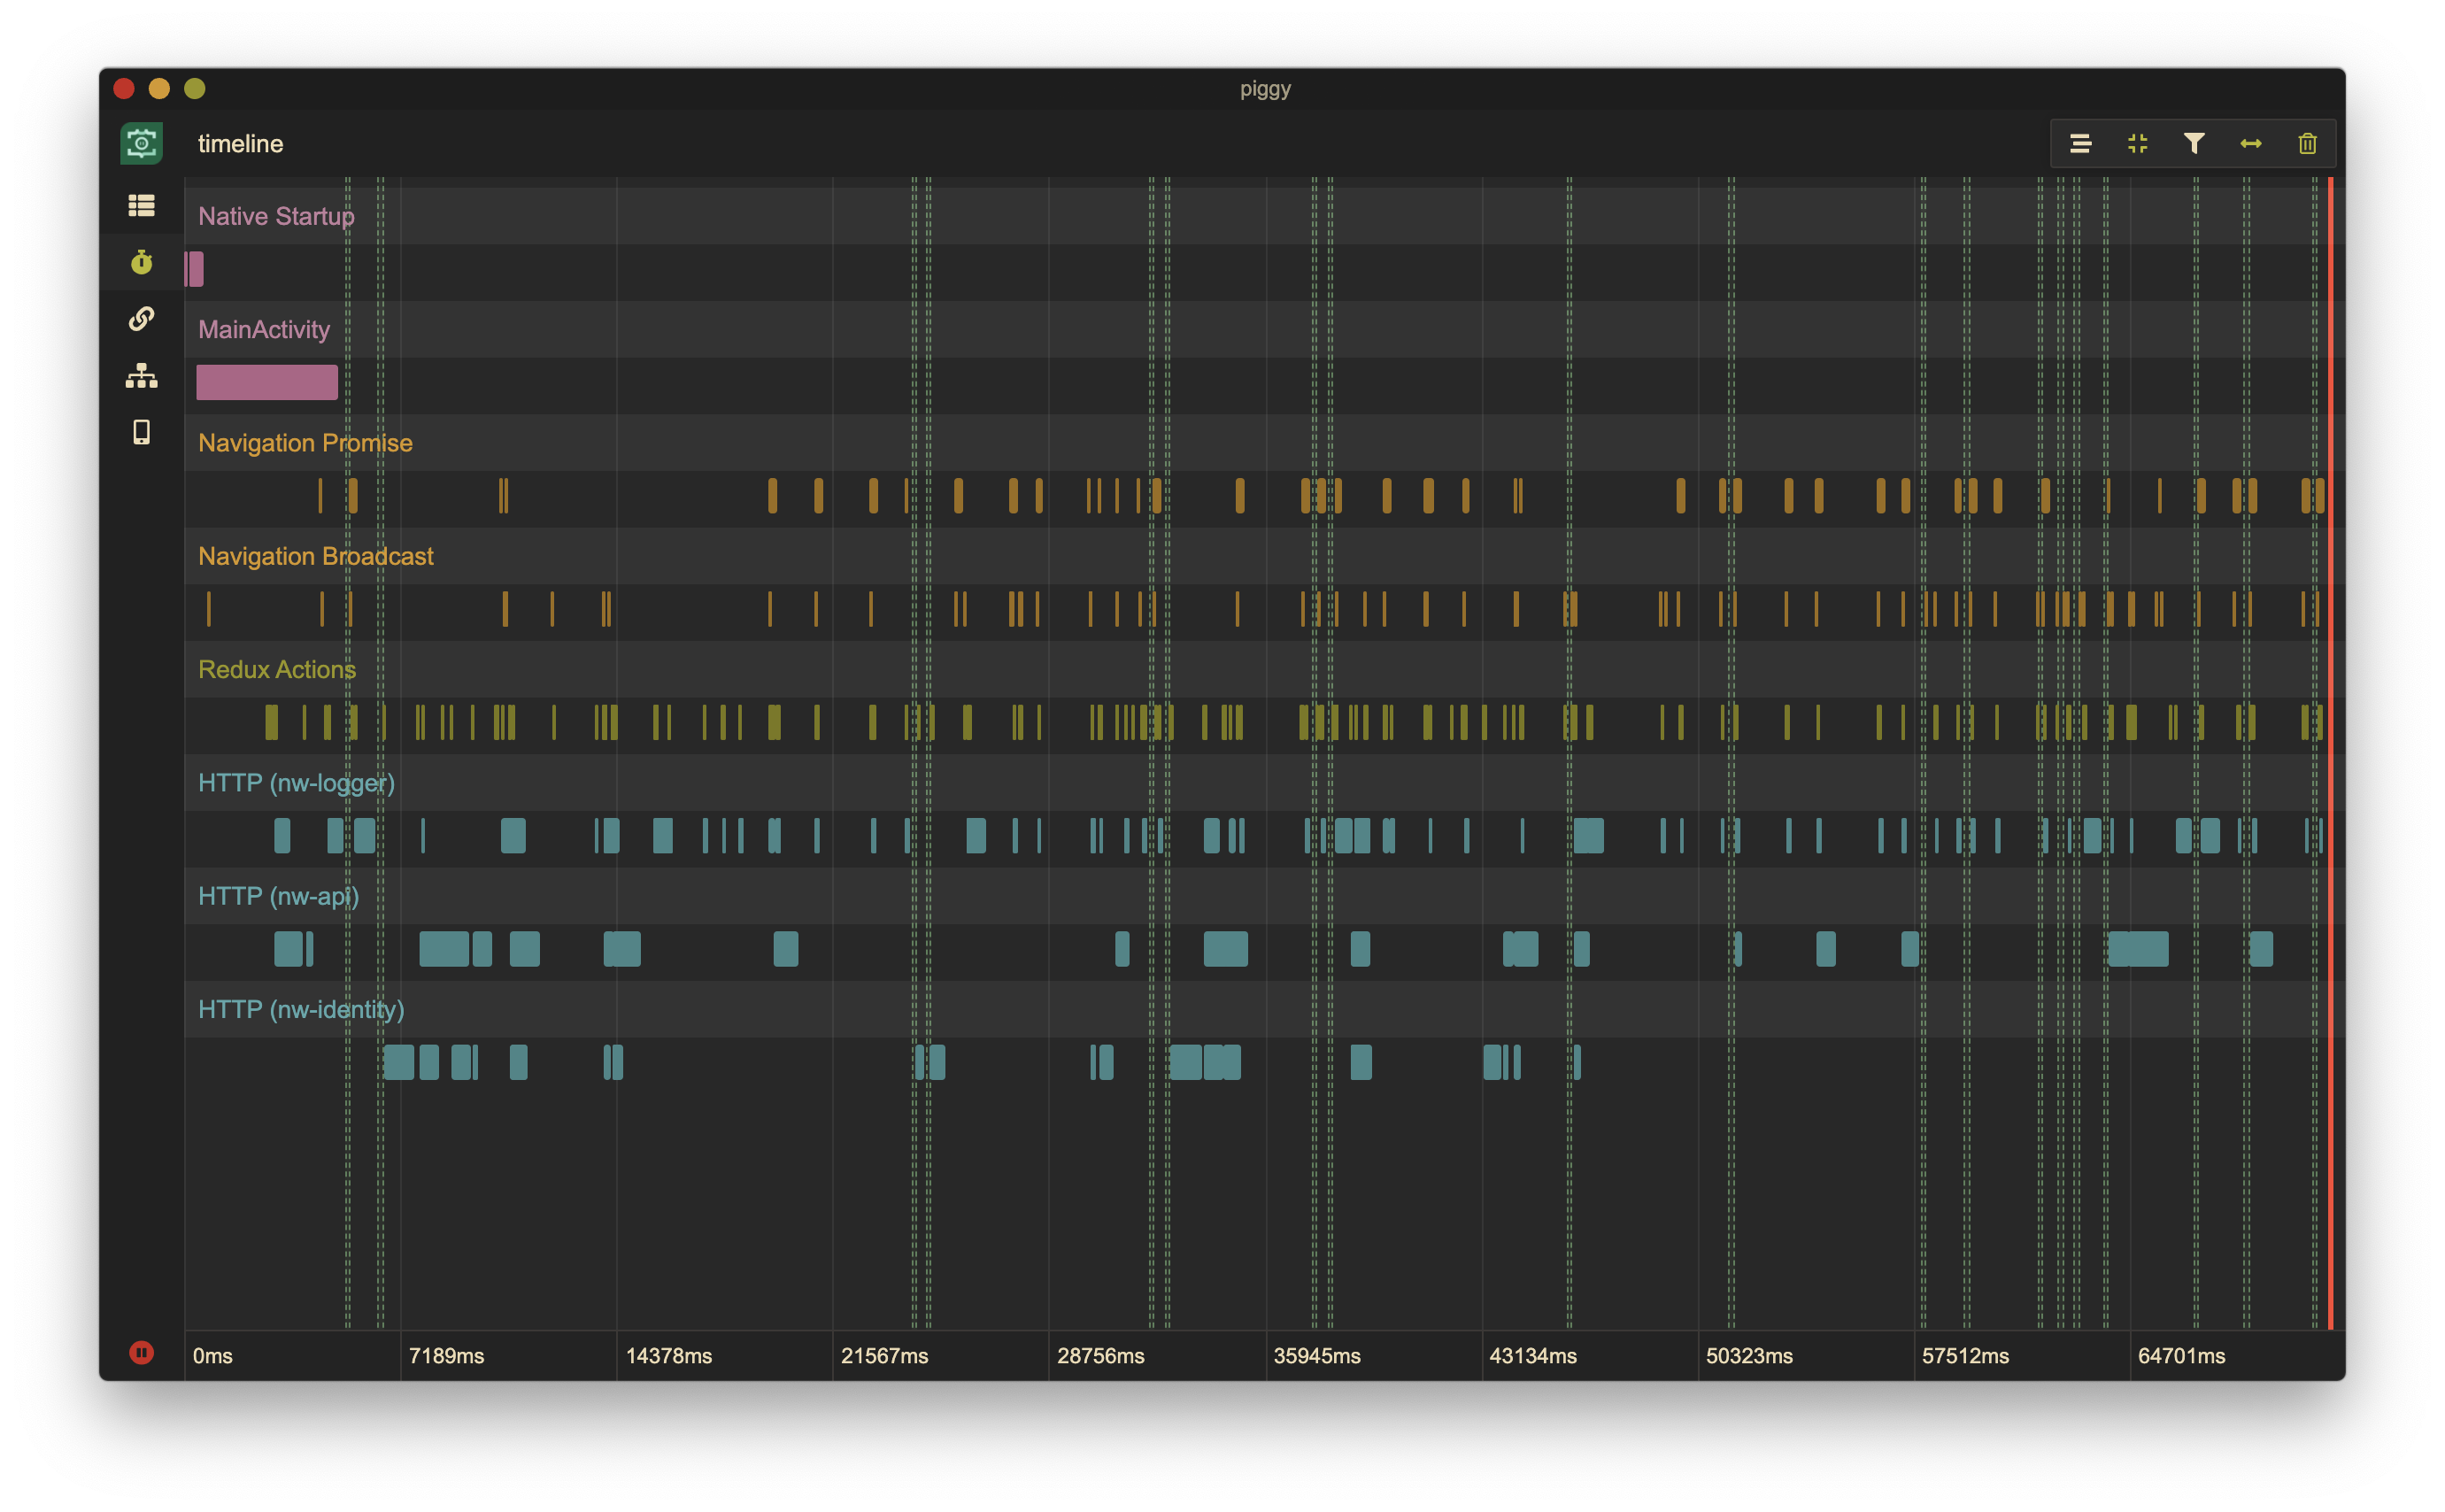 piggy
timeline
Native Startup
MainActivity
Navigation Promise
Navigation Broadcast
Redux Actions
HTTP (nw-logger)
HTTP (nw-api)
HTTP (nw-identity)
0ms 7189ms 14378ms 21567ms 28756ms 35945ms 43134ms 50323ms 57512ms 64701ms